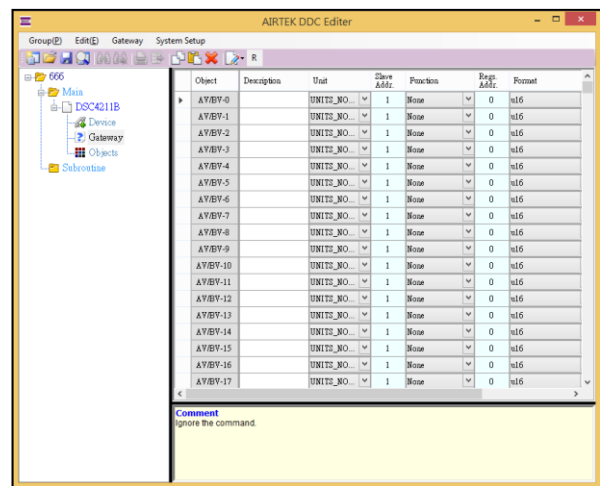 AIRTEK DDC Editer
Group(P) Edit(E) Gateway System Setup
R
666
Main
DSC4211B
Device
Gateway
Objects
Subroutine
Object Description Unit Slave Addr. Function Regs. Addr. Format
AV/BV-0 UNITS_NO... 1 None 0 u16
AV/BV-1 UNITS_NO... 1 None 0 u16
AV/BV-2 UNITS_NO... 1 None 0 u16
AV/BV-3 UNITS_NO... 1 None 0 u16
AV/BV-4 UNITS_NO... 1 None 0 u16
AV/BV-5 UNITS_NO... 1 None 0 u16
AV/BV-6 UNITS_NO... 1 None 0 u16
AV/BV-7 UNITS_NO... 1 None 0 u16
AV/BV-8 UNITS_NO... 1 None 0 u16
AV/BV-9 UNITS_NO... 1 None 0 u16
AV/BV-10 UNITS_NO... 1 None 0 u16
AV/BV-11 UNITS_NO... 1 None 0 u16
AV/BV-12 UNITS_NO... 1 None 0 u16
AV/BV-13 UNITS_NO... 1 None 0 u16
AV/BV-14 UNITS_NO... 1 None 0 u16
AV/BV-15 UNITS_NO... 1 None 0 u16
AV/BV-16 UNITS_NO... 1 None 0 u16
AV/BV-17 UNITS_NO... 1 None 0 u16
Comment
Ignore the command.